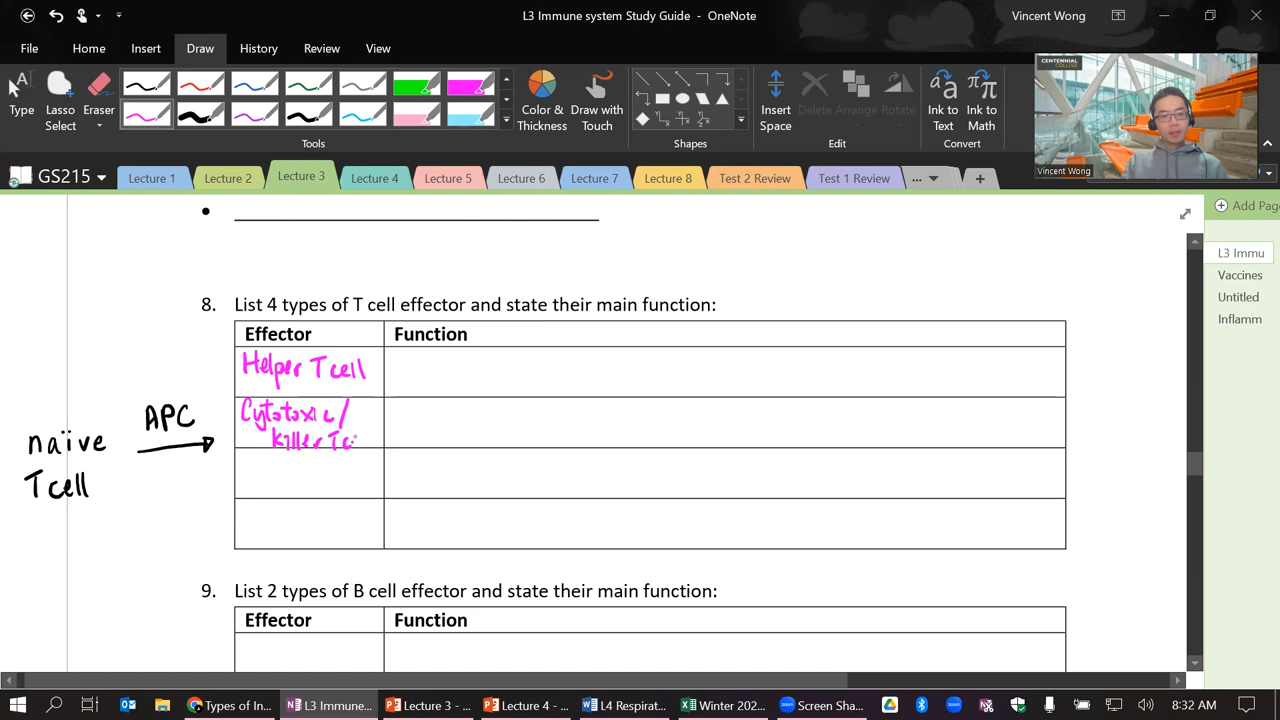 L3 Immune system Study Guide - OneNote
Vincent Wong
File
Home
Insert
Draw
History
Review
View
CENTENNIAL
COLLEGE
Type
Lasso
Select
Eraser
Color &
Thickness
Draw with
Touch
Insert
Space
Delete
Arrange
Rotate
Ink to
Text
Ink to
Math
Tools
Shapes
Edit
Convert
Vincent Wong
GS215
Lecture 1
Lecture 2
Lecture 3
Lecture 4
Lecture 5
Lecture 6
Lecture 7
Lecture 8
Test 2 Review
Test 1 Review
...
Add Pag
L3 Immu
Vaccines
Untitled
Inflamm
8. List 4 types of T cell effector and state their main function:
Effector Function
Helper T cell
Cytotoxic/
killer T c
naïve
T cell
APC
9. List 2 types of B cell effector and state their main function:
Effector Function
Types of In...
L3 Immune...
Lecture 3 - ...
Lecture 4 - ...
L4 Respirat...
Winter 202...
Screen Sha...
8:32 AM